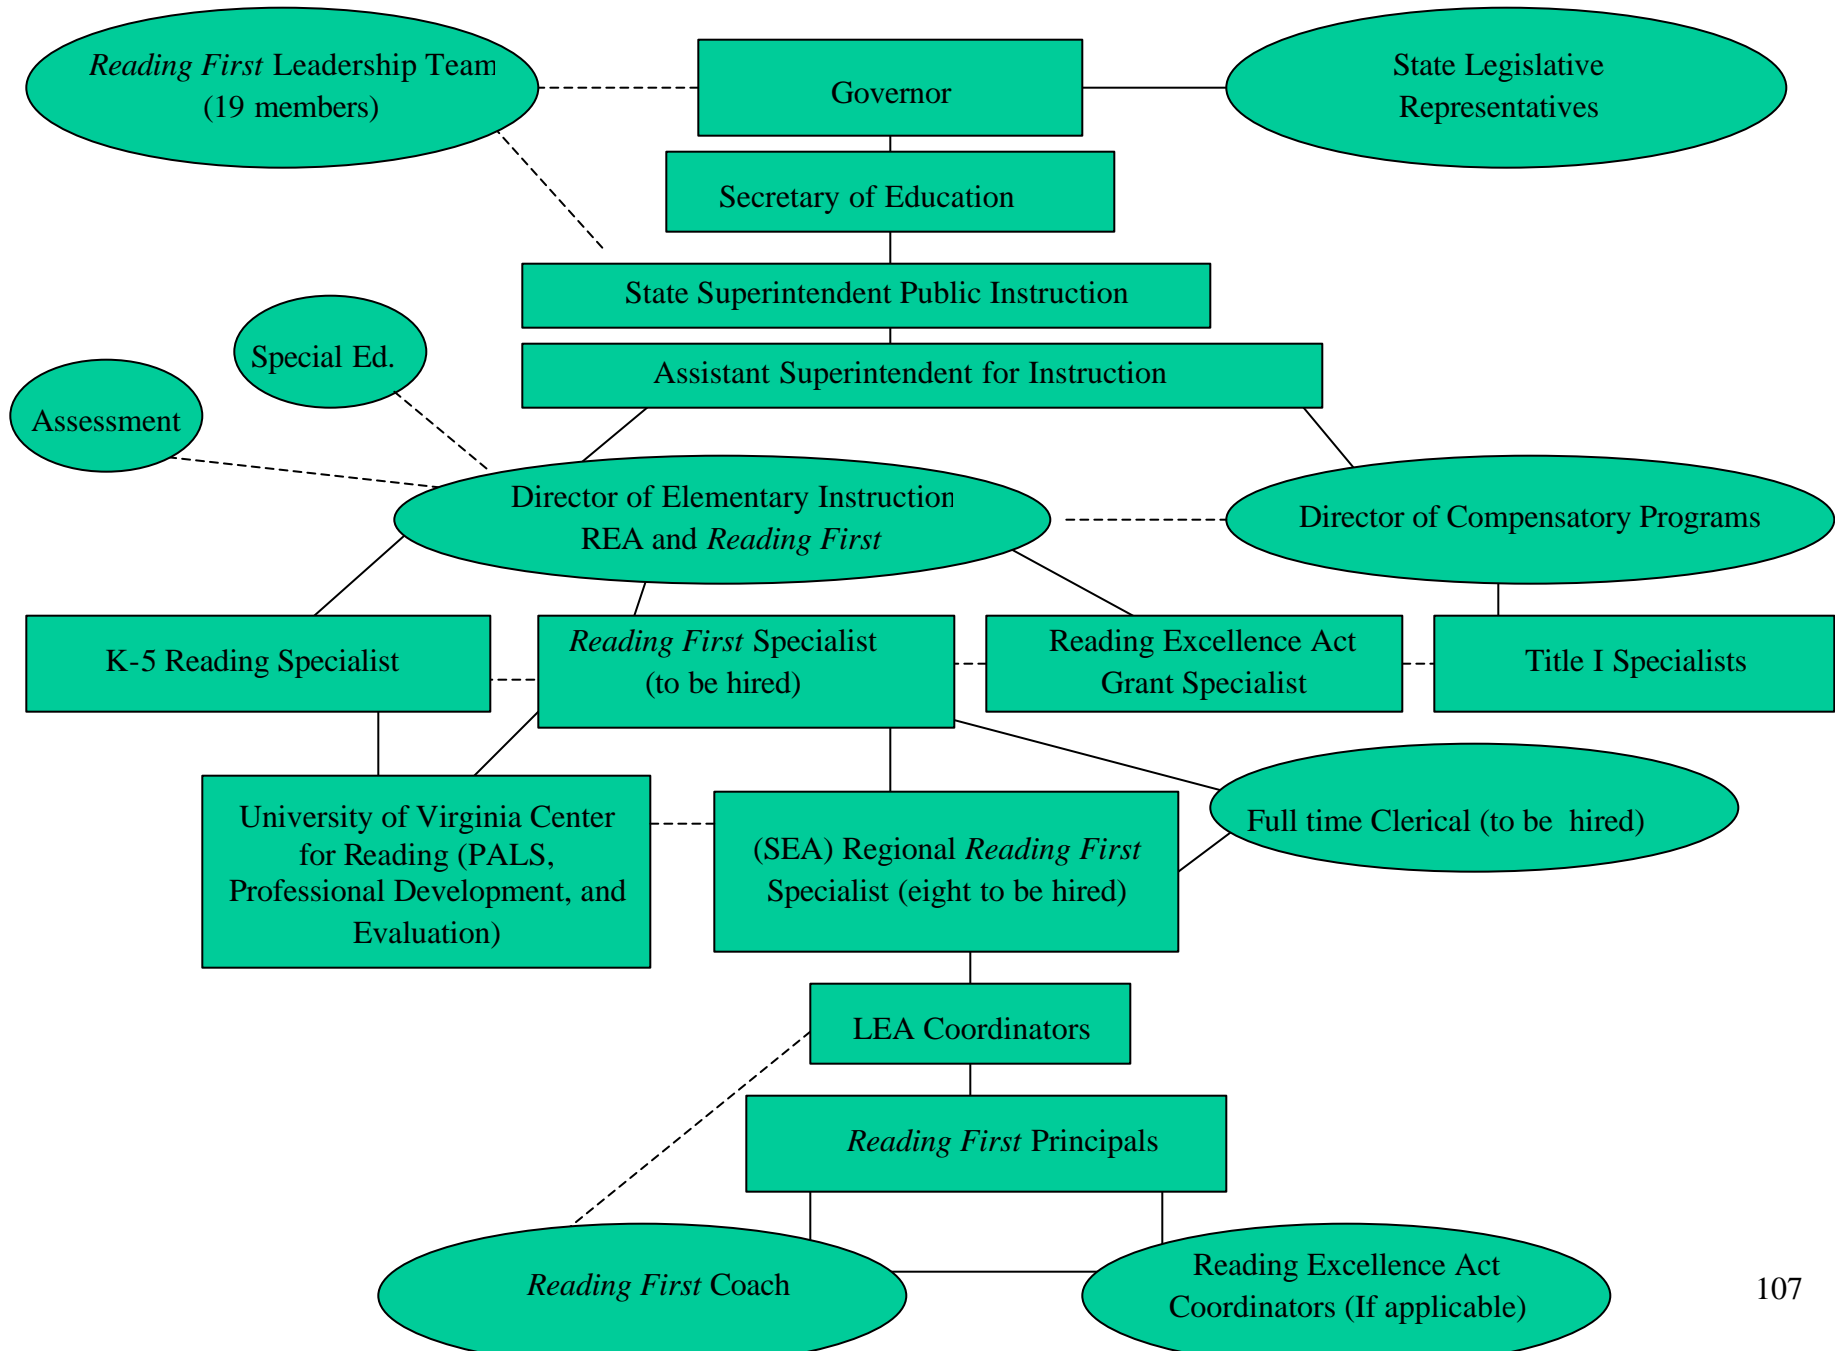 Reading First Leadership Team
(19 members)
Governor
State Legislative
Representatives
Secretary of Education
State Superintendent Public Instruction
Special Ed.
Assistant Superintendent for Instruction
Assessment
Director of Elementary Instruction
REA and Reading First
Director of Compensatory Programs
K-5 Reading Specialist
Reading First Specialist
(to be hired)
Reading Excellence Act
Grant Specialist
Title I Specialists
University of Virginia Center
for Reading (PALS,
Professional Development, and
Evaluation)
(SEA) Regional Reading First
Specialist (eight to be hired)
Full time Clerical (to be hired)
LEA Coordinators
Reading First Principals
Reading First Coach
Reading Excellence Act
Coordinators (If applicable)
107